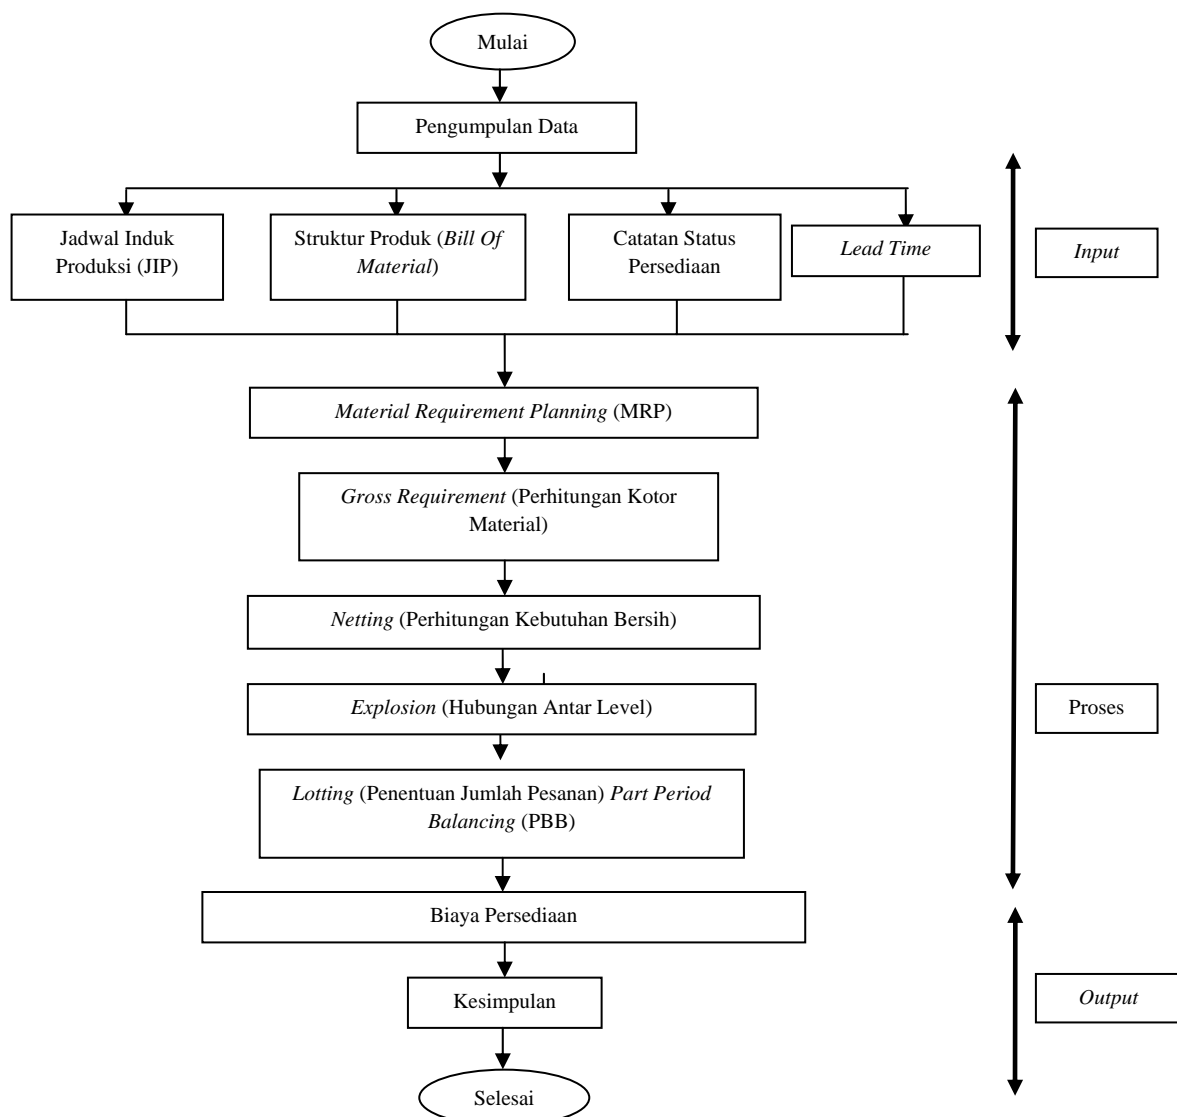 Mulai
Pengumpulan Data
Jadwal Induk
Produksi (JIP)
Struktur Produk (Bill Of
Material)
Catatan Status
Persediaan
Lead Time
Input
Material Requirement Planning (MRP)
Gross Requirement (Perhitungan Kotor
Material)
Netting (Perhitungan Kebutuhan Bersih)
Explosion (Hubungan Antar Level)
Proses
Lotting (Penentuan Jumlah Pesanan) Part Period
Balancing (PBB)
Biaya Persediaan
Kesimpulan
Output
Selesai